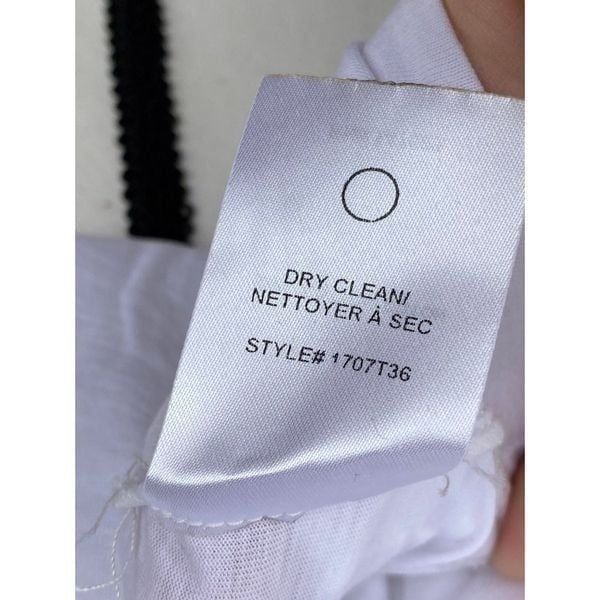 DRY CLEAN/
NETTOYER À SEC
STYLE# 1707T36